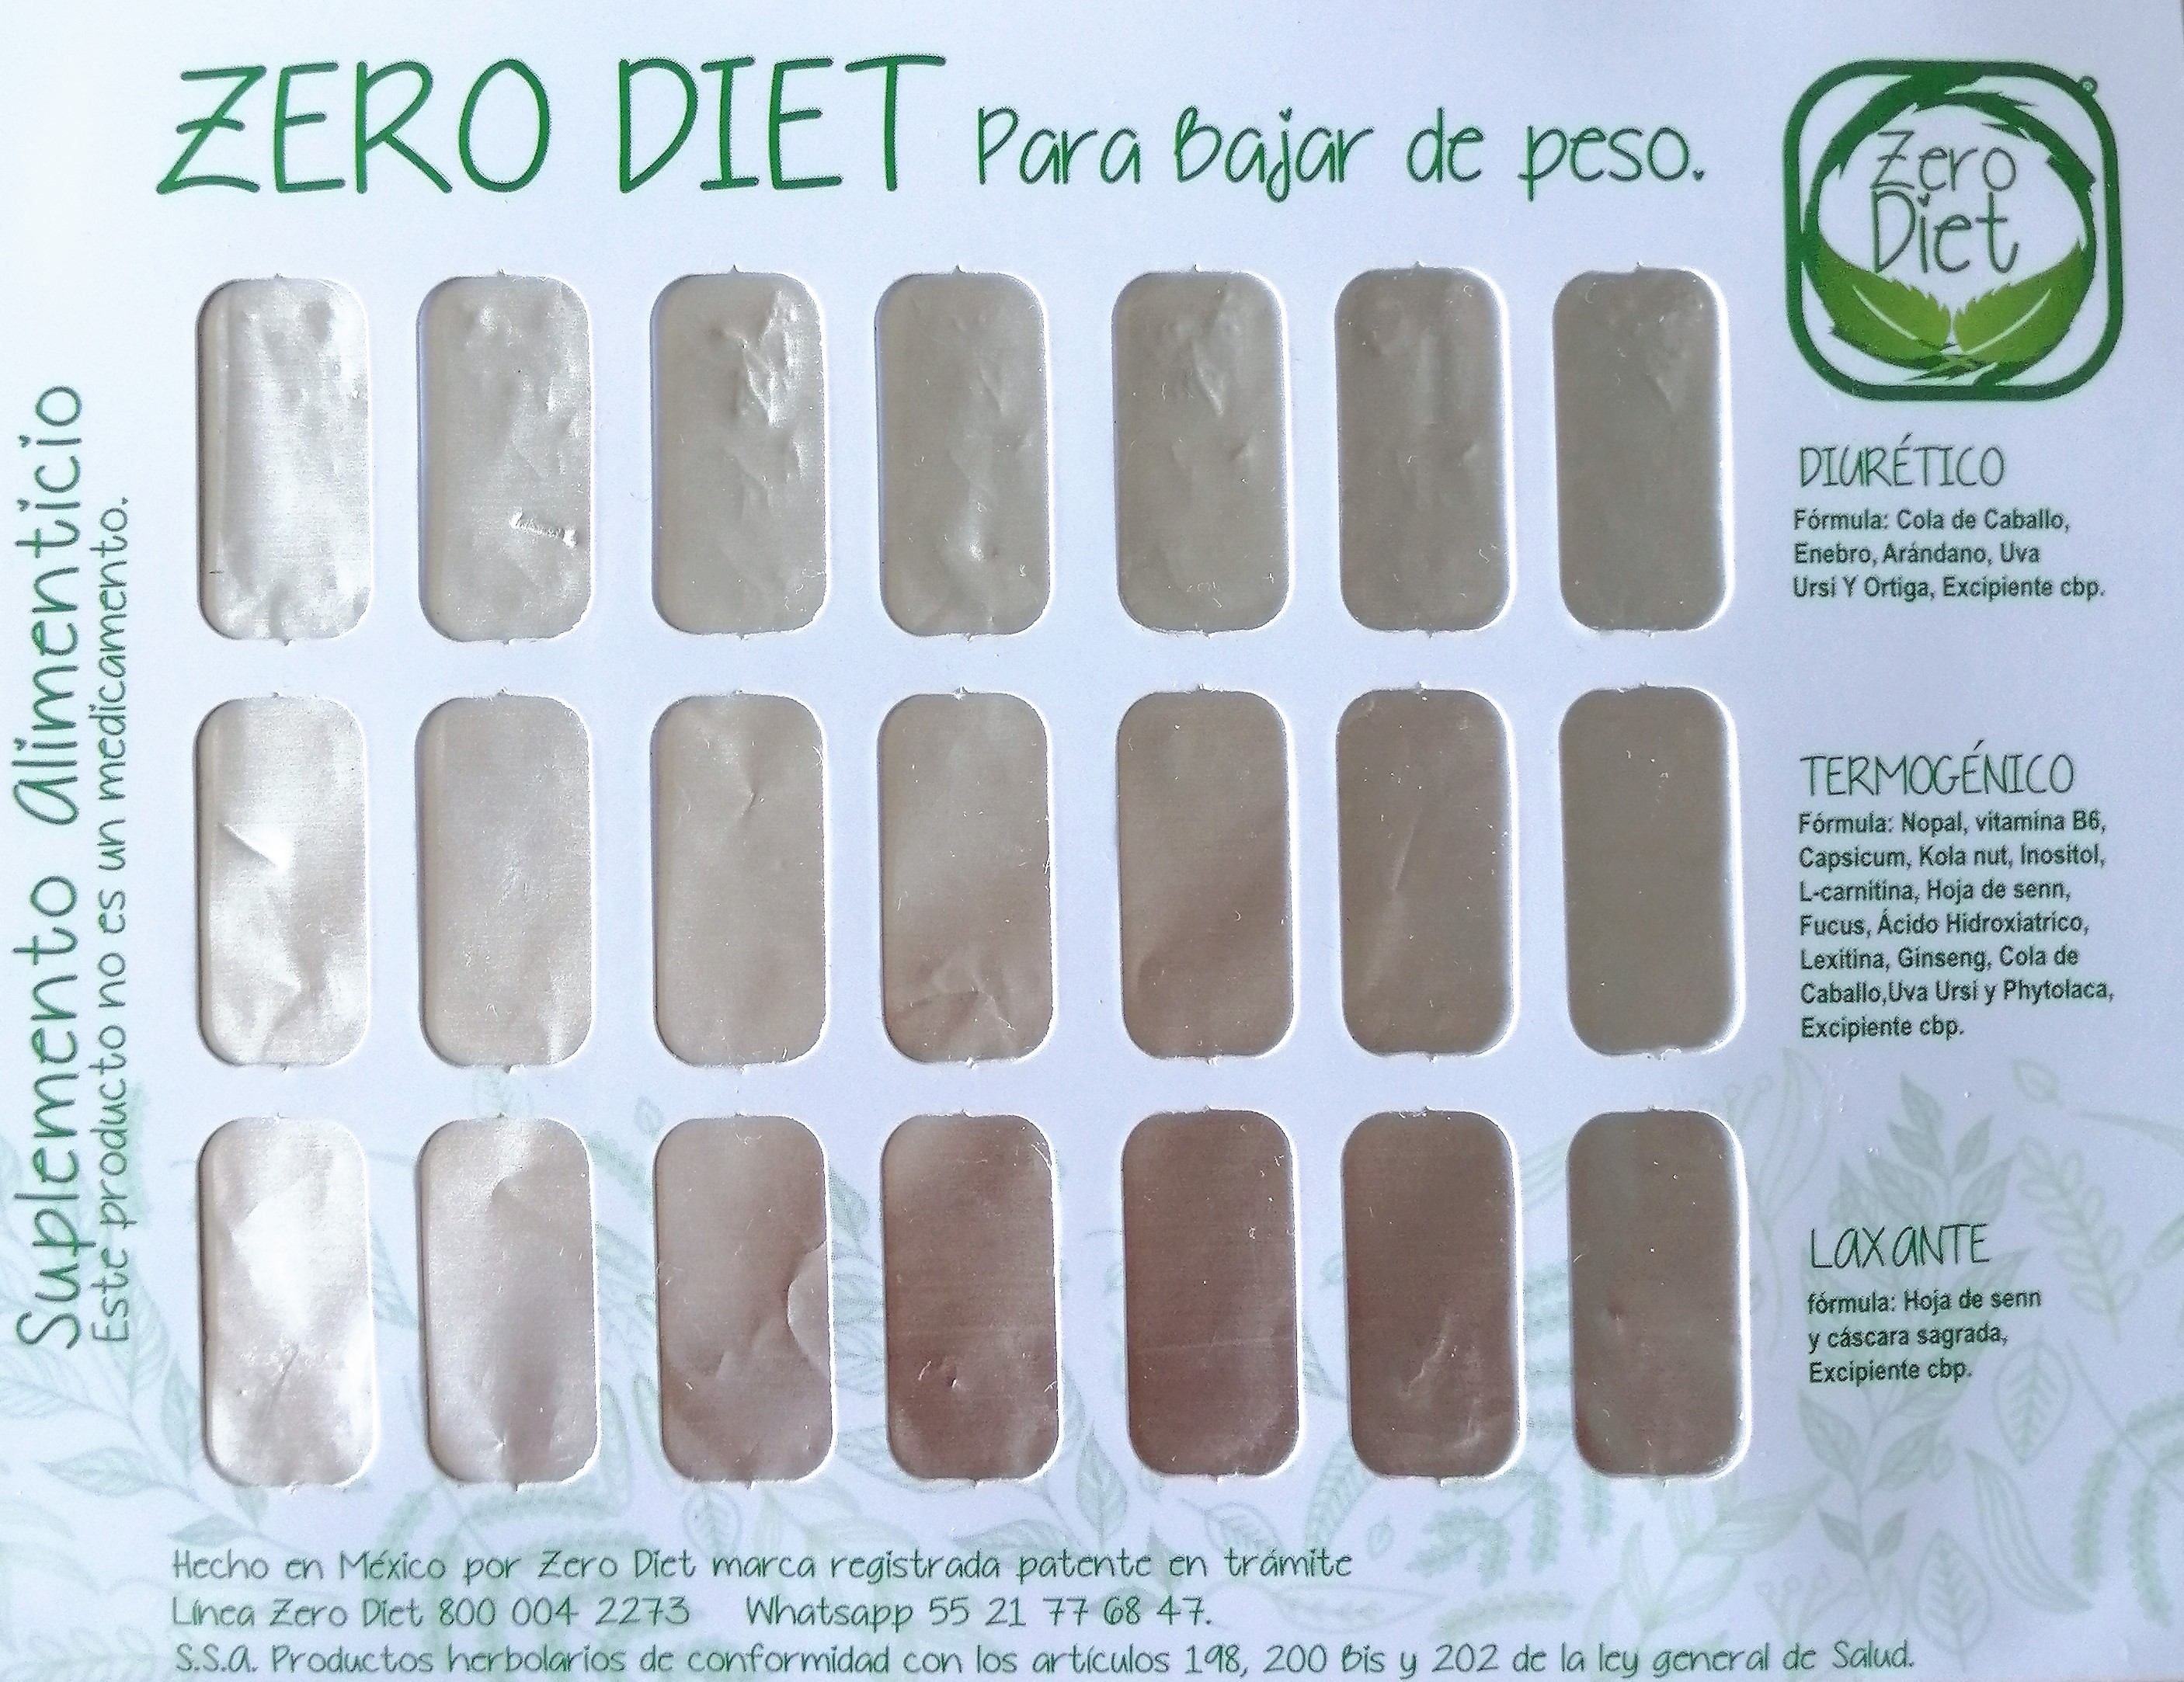 ZERO DIET Para Bajar de peso.
Zero
Diet
Suplemento Alimenticio
Este producto no es un medicamento.
DIURÉTICO
Fórmula: Cola de Caballo,
Enebro, Arándano, Uva
Ursi Y Ortiga, Excipiente cbp.
TERMOGÉNICO
Fórmula: Nopal, vitamina B6,
Capsicum, Kola nut, Inositol,
L-carnitina, Hoja de senn,
Fucus, Ácido Hidroxiatrico,
Lexitina, Ginseng, Cola de
Caballo,Uva Ursi y Phytolaca,
Excipiente cbp.
LAXANTE
fórmula: Hoja de senn
y cáscara sagrada,
Excipiente cbp.
Hecho en México por Zero Diet marca registrada patente en trámite
Línea Zero Diet 800 004 2273 Whatsapp 55 21 77 68 47.
S.S.A. Productos herbolarios de conformidad con los artículos 198, 200 Bis y 202 de la ley general de Salud.